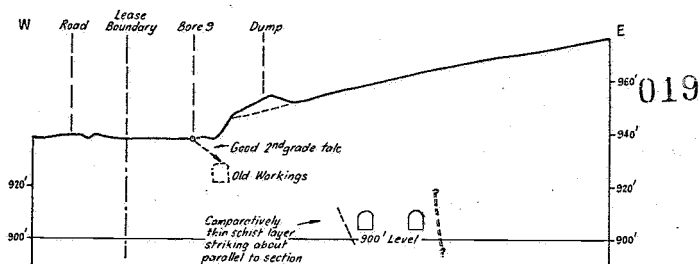 W
Road
Lease
Boundary
Bore 9
Dump
E
960'
019
940'
Good 2nd grade talc
Old Workings
920'
920'
Comparatively
thin schist layer
striking about
parallel to section
900'
900' Level
900'
?
?